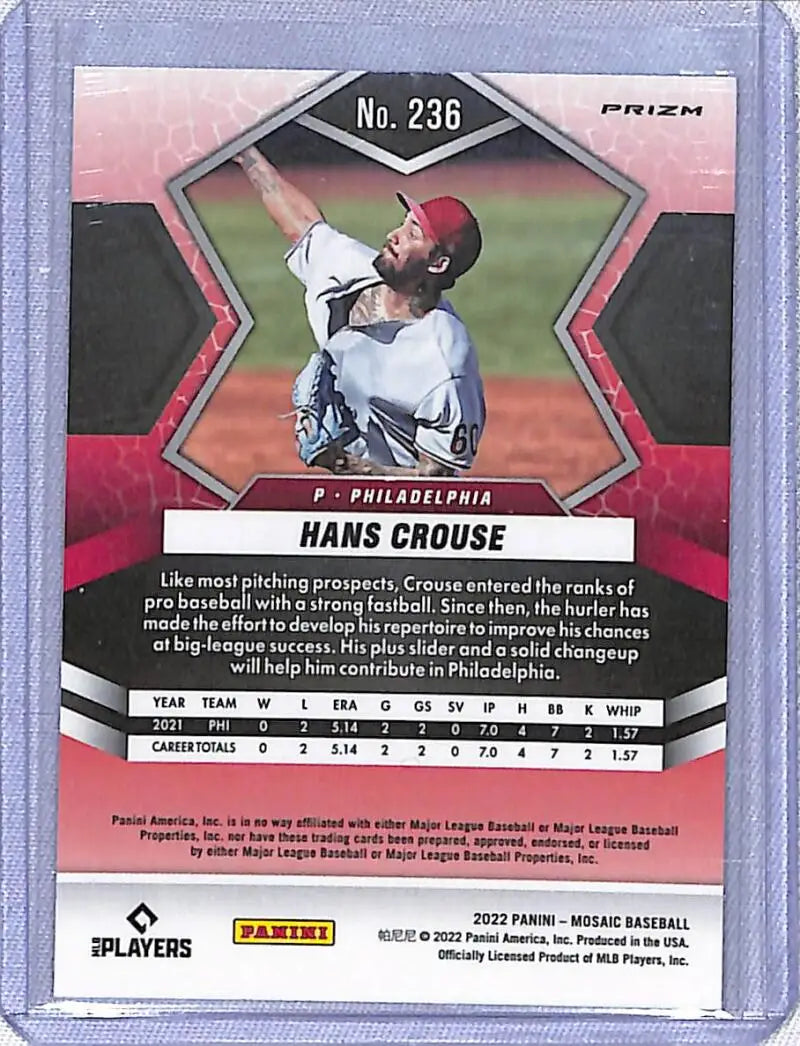 No. 236
PRIZM
60
P · PHILADELPHIA
HANS CROUSE
Like most pitching prospects, Crouse entered the ranks of
pro baseball with a strong fastball. Since then, the hurler has
made the effort to develop his repertoire to improve his chances
at big-league success. His plus slider and a solid changeup
will help him contribute in Philadelphia.
YEAR TEAM W L ERA G GS SV IP H BB K WHIP
2021 PHI 0 2 5.14 2 2 0 7.0 4 7 2 1.57
CAREER TOTALS 0 2 5.14 2 2 0 7.0 4 7 2 1.57
Panini America, Inc. is in no way affiliated with either Major League Baseball or Major League Baseball
Properties, Inc. nor have these trading cards been prepared, approved, endorsed, or licensed
by either Major League Baseball or Major League Baseball Properties, Inc.
MLB PLAYERS
PANINI
2022 PANINI – MOSAIC BASEBALL
帕尼尼 © 2022 Panini America, Inc. Produced in the USA.
Officially Licensed Product of MLB Players, Inc.